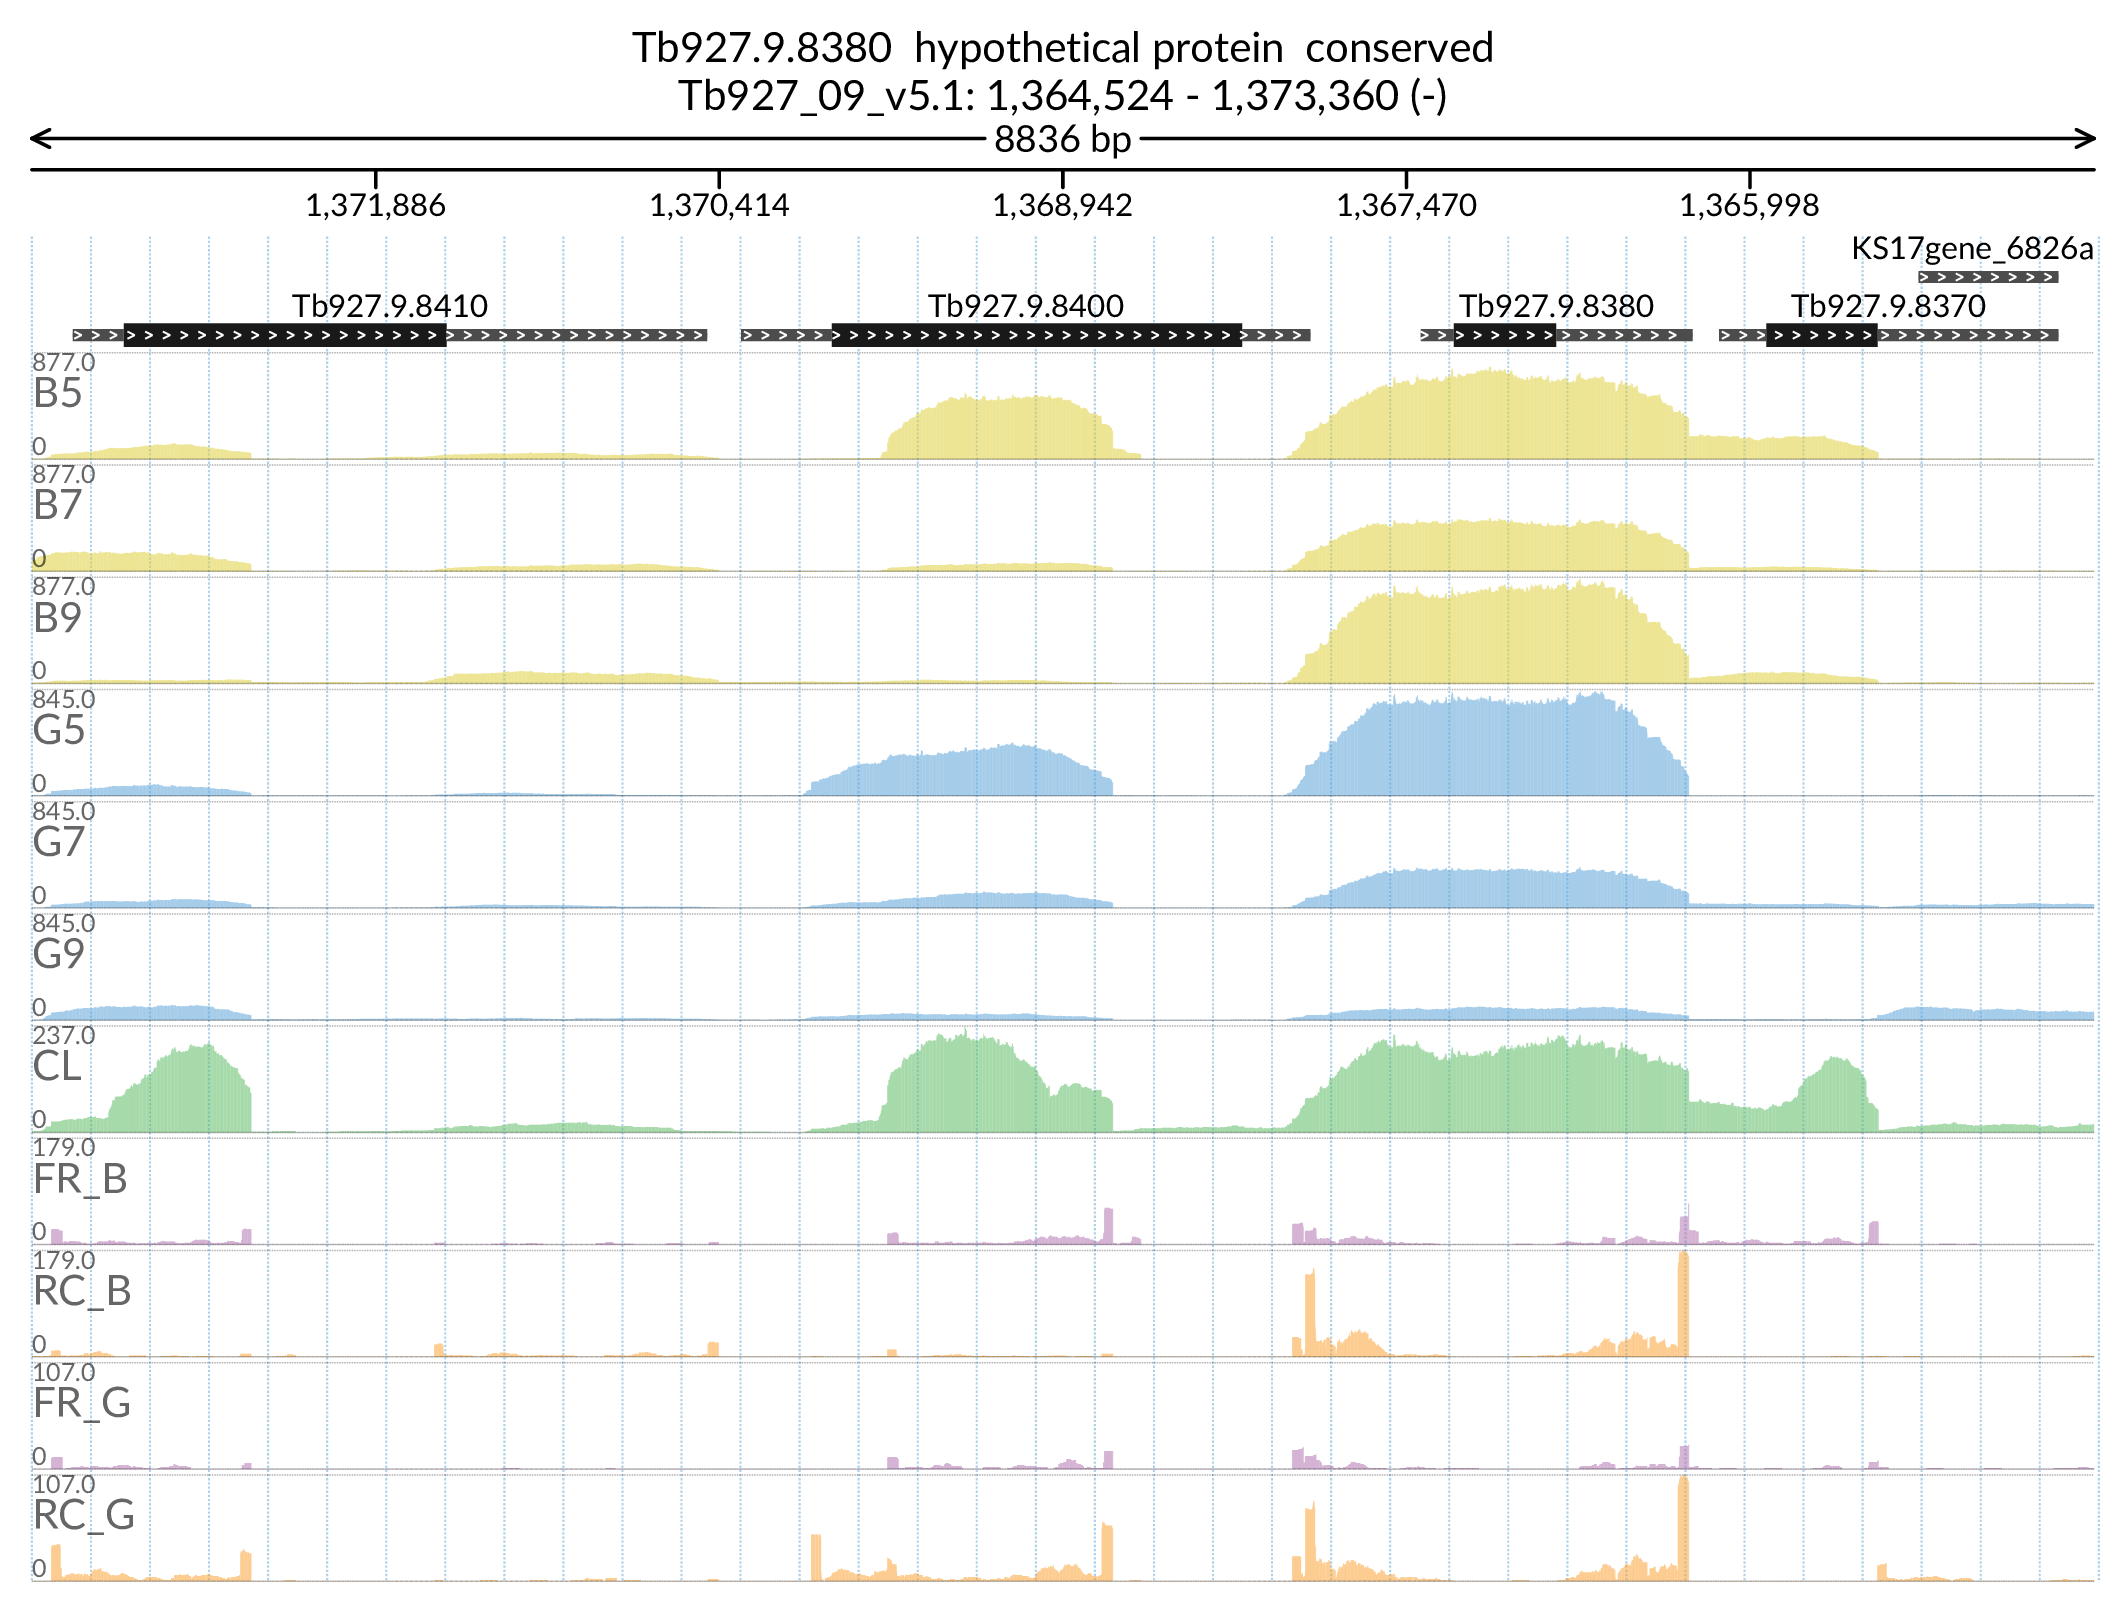 Tb927.9.8380  hypothetical protein  conserved
Tb927_09_v5.1: 1,364,524 - 1,373,360 (-)
8836 bp
1,371,886 1,370,414 1,368,942 1,367,470 1,365,998
KS17gene_6826a
Tb927.9.8410 Tb927.9.8400 Tb927.9.8380 Tb927.9.8370
877.0
B5
0
877.0
B7
0
877.0
B9
0
845.0
G5
0
845.0
G7
0
845.0
G9
0
237.0
CL
0
179.0
FR_B
0
179.0
RC_B
0
107.0
FR_G
0
107.0
RC_G
0